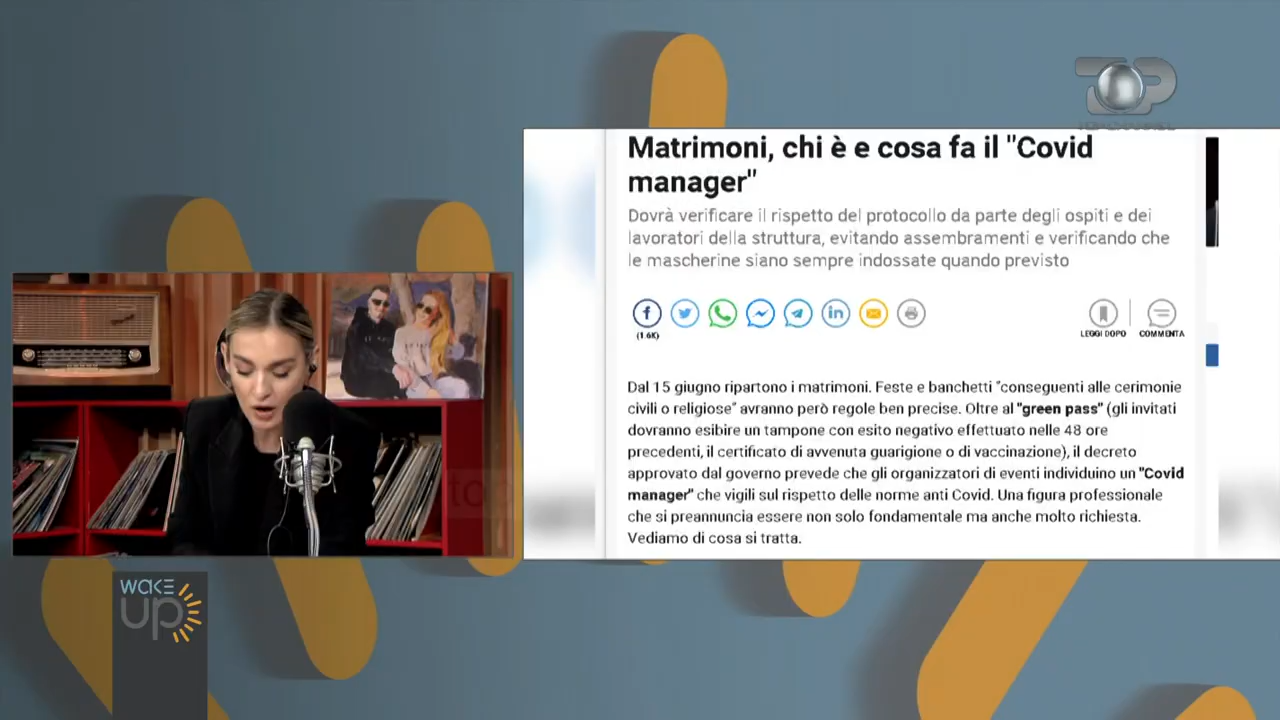 Matrimoni, chi è e cosa fa il "Covid
manager"
Dovrà verificare il rispetto del protocollo da parte degli ospiti e dei
lavoratori della struttura, evitando assembramenti e verificando che
le mascherine siano sempre indossate quando previsto
(1.6K)
LEGGI DOPO
COMMENTA
Dal 15 giugno ripartono i matrimoni. Feste e banchetti "conseguenti alle cerimonie
civili o religiose" avranno però regole ben precise. Oltre al "green pass" (gli invitati
dovranno esibire un tampone con esito negativo effettuato nelle 48 ore
precedenti, il certificato di avvenuta guarigione o di vaccinazione), il decreto
approvato dal governo prevede che gli organizzatori di eventi individuino un "Covid
manager" che vigili sul rispetto delle norme anti Covid. Una figura professionale
che si preannuncia essere non solo fondamentale ma anche molto richiesta.
Vediamo di cosa si tratta.
WAKE
UP